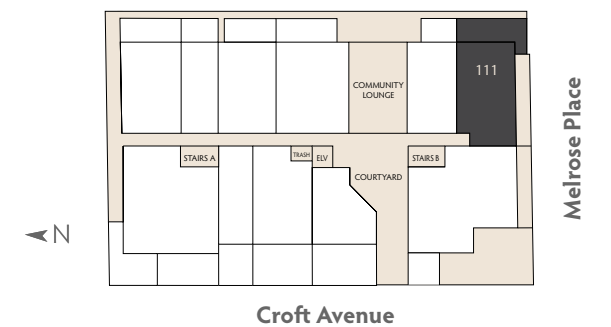 111
COMMUNITY
LOUNGE
STAIRS A
TRASH
ELV
STAIRS B
COURTYARD
Melrose Place
N
Croft Avenue